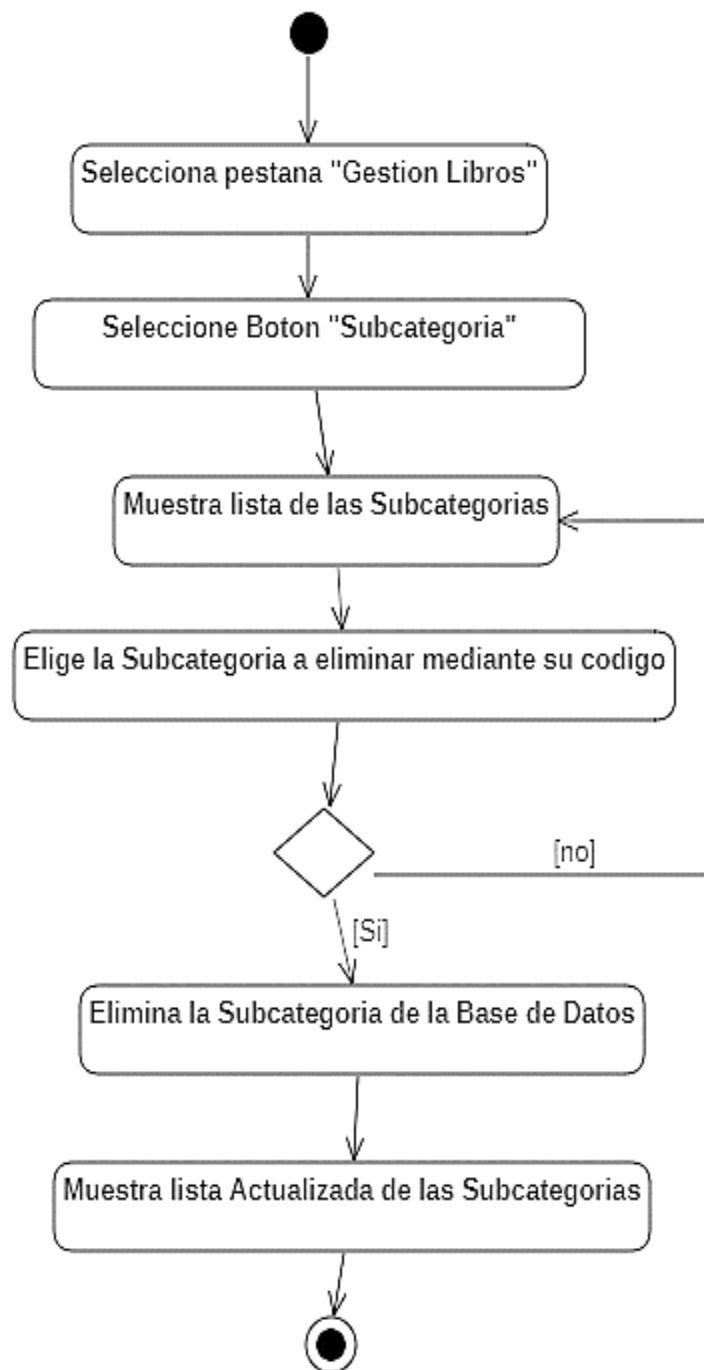 Selecciona pestana "Gestion Libros"
Seleccione Boton "Subcategoria"
Muestra lista de las Subcategorias
Elige la Subcategoria a eliminar mediante su codigo
[no]
[Si]
Elimina la Subcategoria de la Base de Datos
Muestra lista Actualizada de las Subcategorias